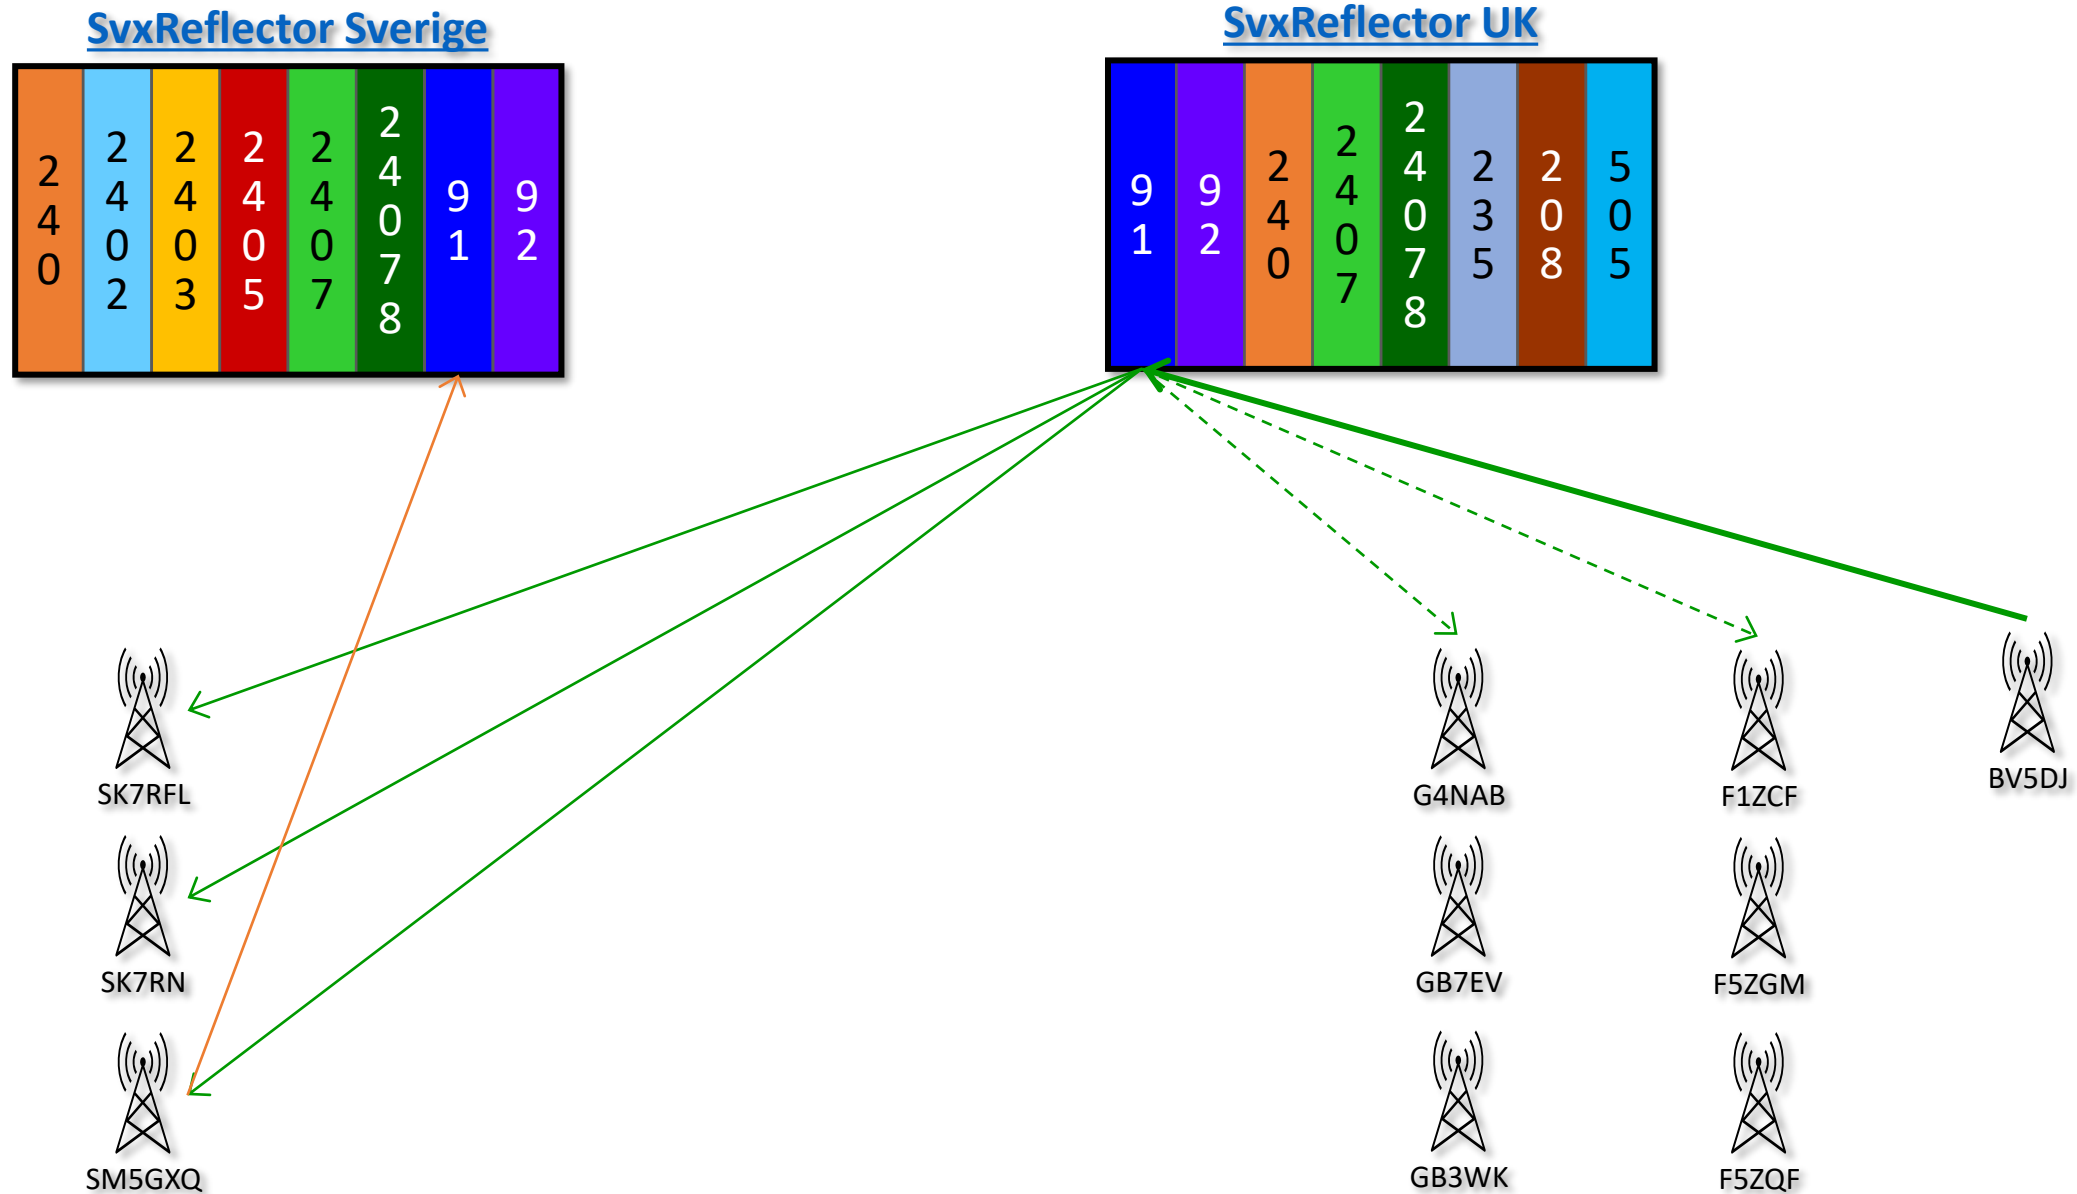 SvxReflector Sverige
SvxReflector UK
240
2402
2403
2405
2407
24078
91
92
91
92
240
2407
24078
235
208
505
SK7RFL
G4NAB
F1ZCF
BV5DJ
SK7RN
GB7EV
F5ZGM
SM5GXQ
GB3WK
F5ZQF